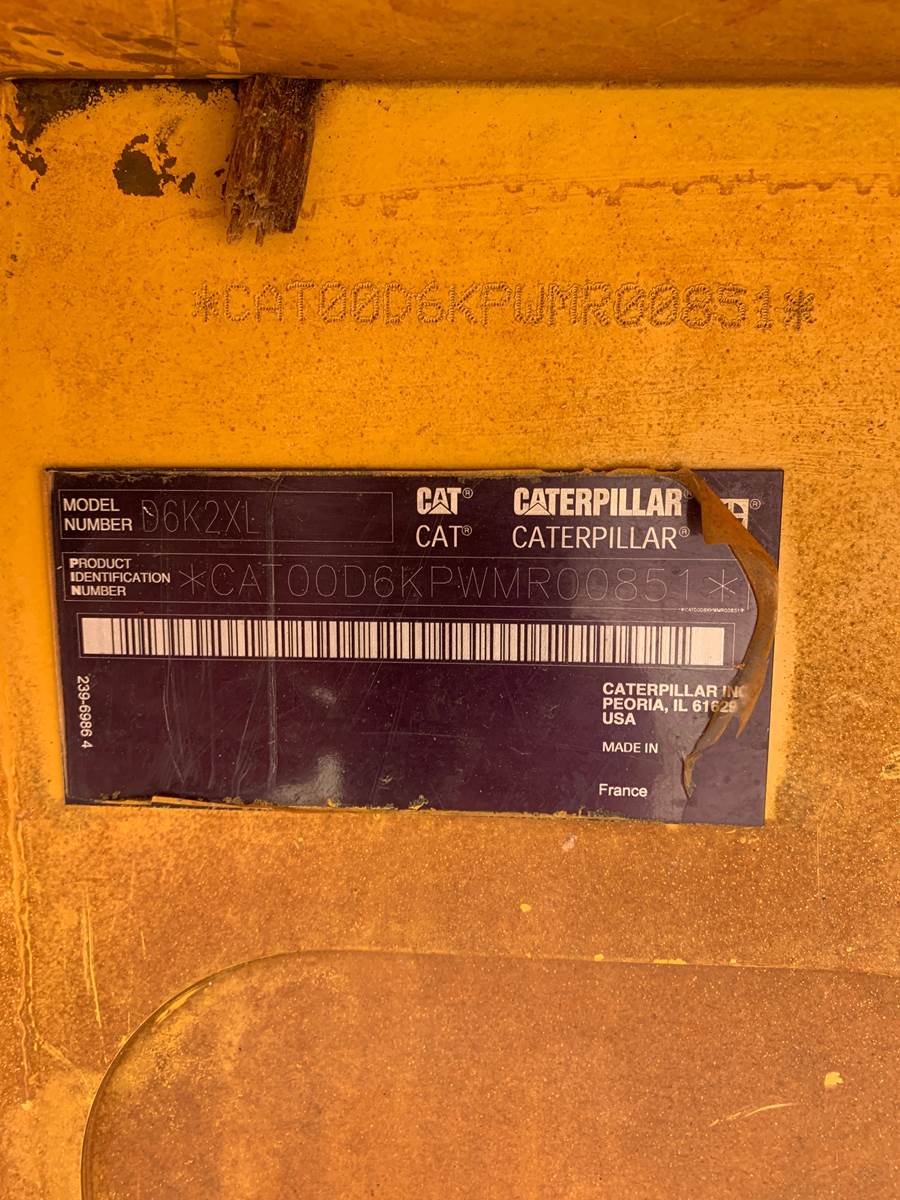 *CAT00D6KPWMR00851*
MODEL NUMBER D6K2XL
CAT® CATERPILLAR® ®
CAT® CATERPILLAR®
PRODUCT IDENTIFICATION NUMBER *CAT00D6KPWMR00851*
*CAT00D6KPWMR00851*
239-6986 4
CATERPILLAR INC
PEORIA, IL 61629
USA
MADE IN
France